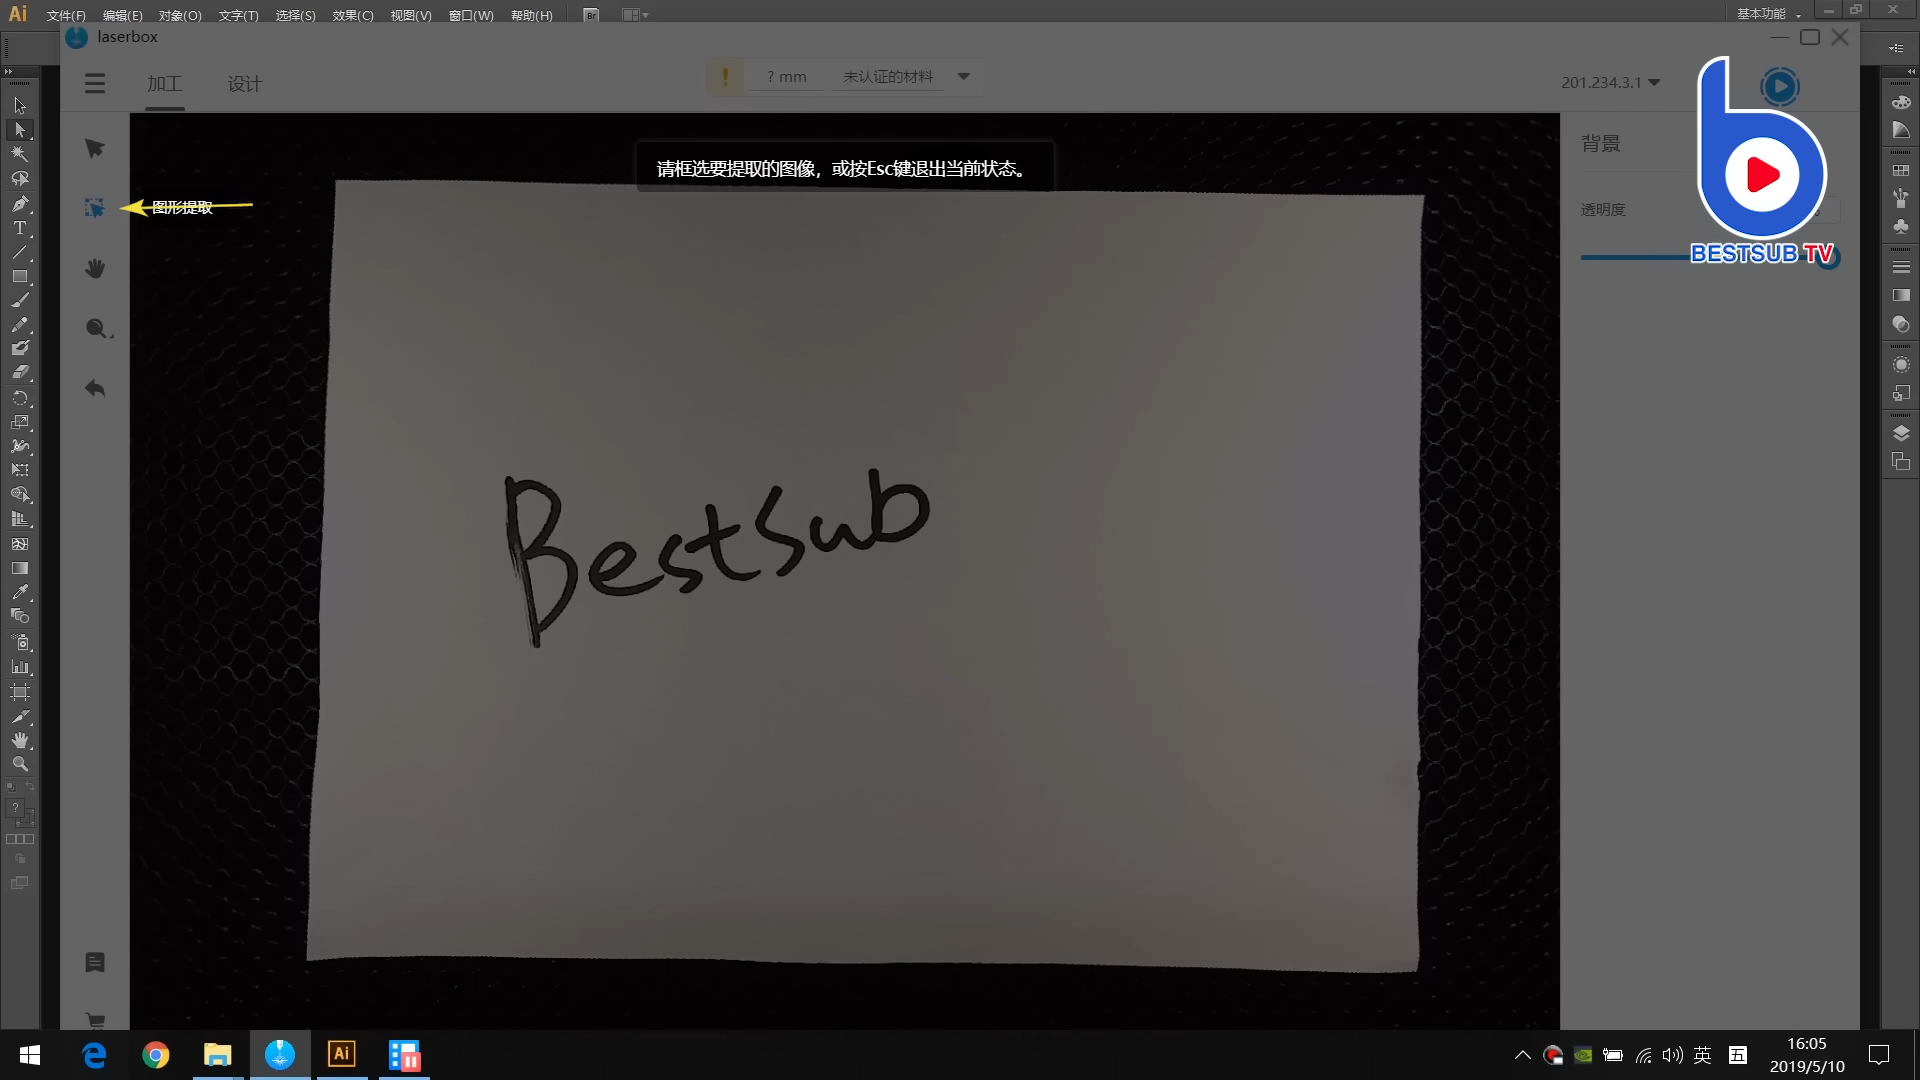 Ai 文件(F) 编辑(E) 对象(O) 文字(T) 选择(S) 效果(C) 视图(V) 窗口(W) 帮助(H) Br 基本功能
laserbox
加工 设计 ! ? mm 未认证的材料 201.234.3.1
请框选要提取的图像，或按Esc键退出当前状态。
背景
图形提取
透明度
BESTSUB TV
BestSub
Ai
英 五
16:05
2019/5/10